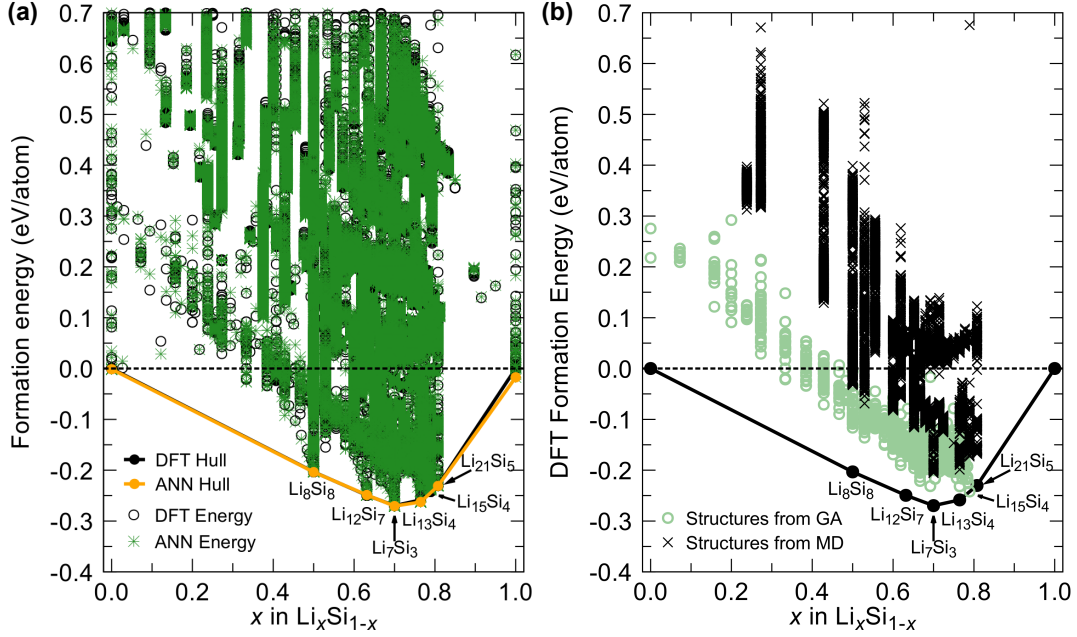 (a)
Formation energy (eV/atom)
0.7
0.6
0.5
0.4
0.3
0.2
0.1
0.0
-0.1
-0.2
-0.3
-0.4
0.0 0.2 0.4 0.6 0.8 1.0
x in LiₓSi₁₋ₓ
Li₈Si₈
Li₁₂Si₇
Li₇Si₃
Li₁₃Si₄
Li₁₅Si₄
Li₂₁Si₅
DFT Hull
ANN Hull
DFT Energy
ANN Energy
(b)
DFT Formation Energy (eV/atom)
0.7
0.6
0.5
0.4
0.3
0.2
0.1
0.0
-0.1
-0.2
-0.3
-0.4
0.0 0.2 0.4 0.6 0.8 1.0
x in LiₓSi₁₋ₓ
Li₈Si₈
Li₁₂Si₇
Li₇Si₃
Li₁₃Si₄
Li₁₅Si₄
Li₂₁Si₅
Structures from GA
Structures from MD